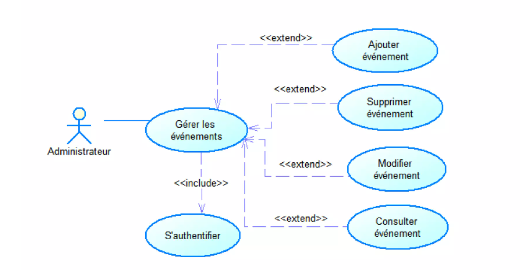 <<extend>>
Ajouter
événement
<<extend>>
Supprimer
événement
Gérer les
événements
Administrateur
<<extend>>
Modifier
événement
<<include>>
<<extend>>
Consulter
événement
S'authentifier